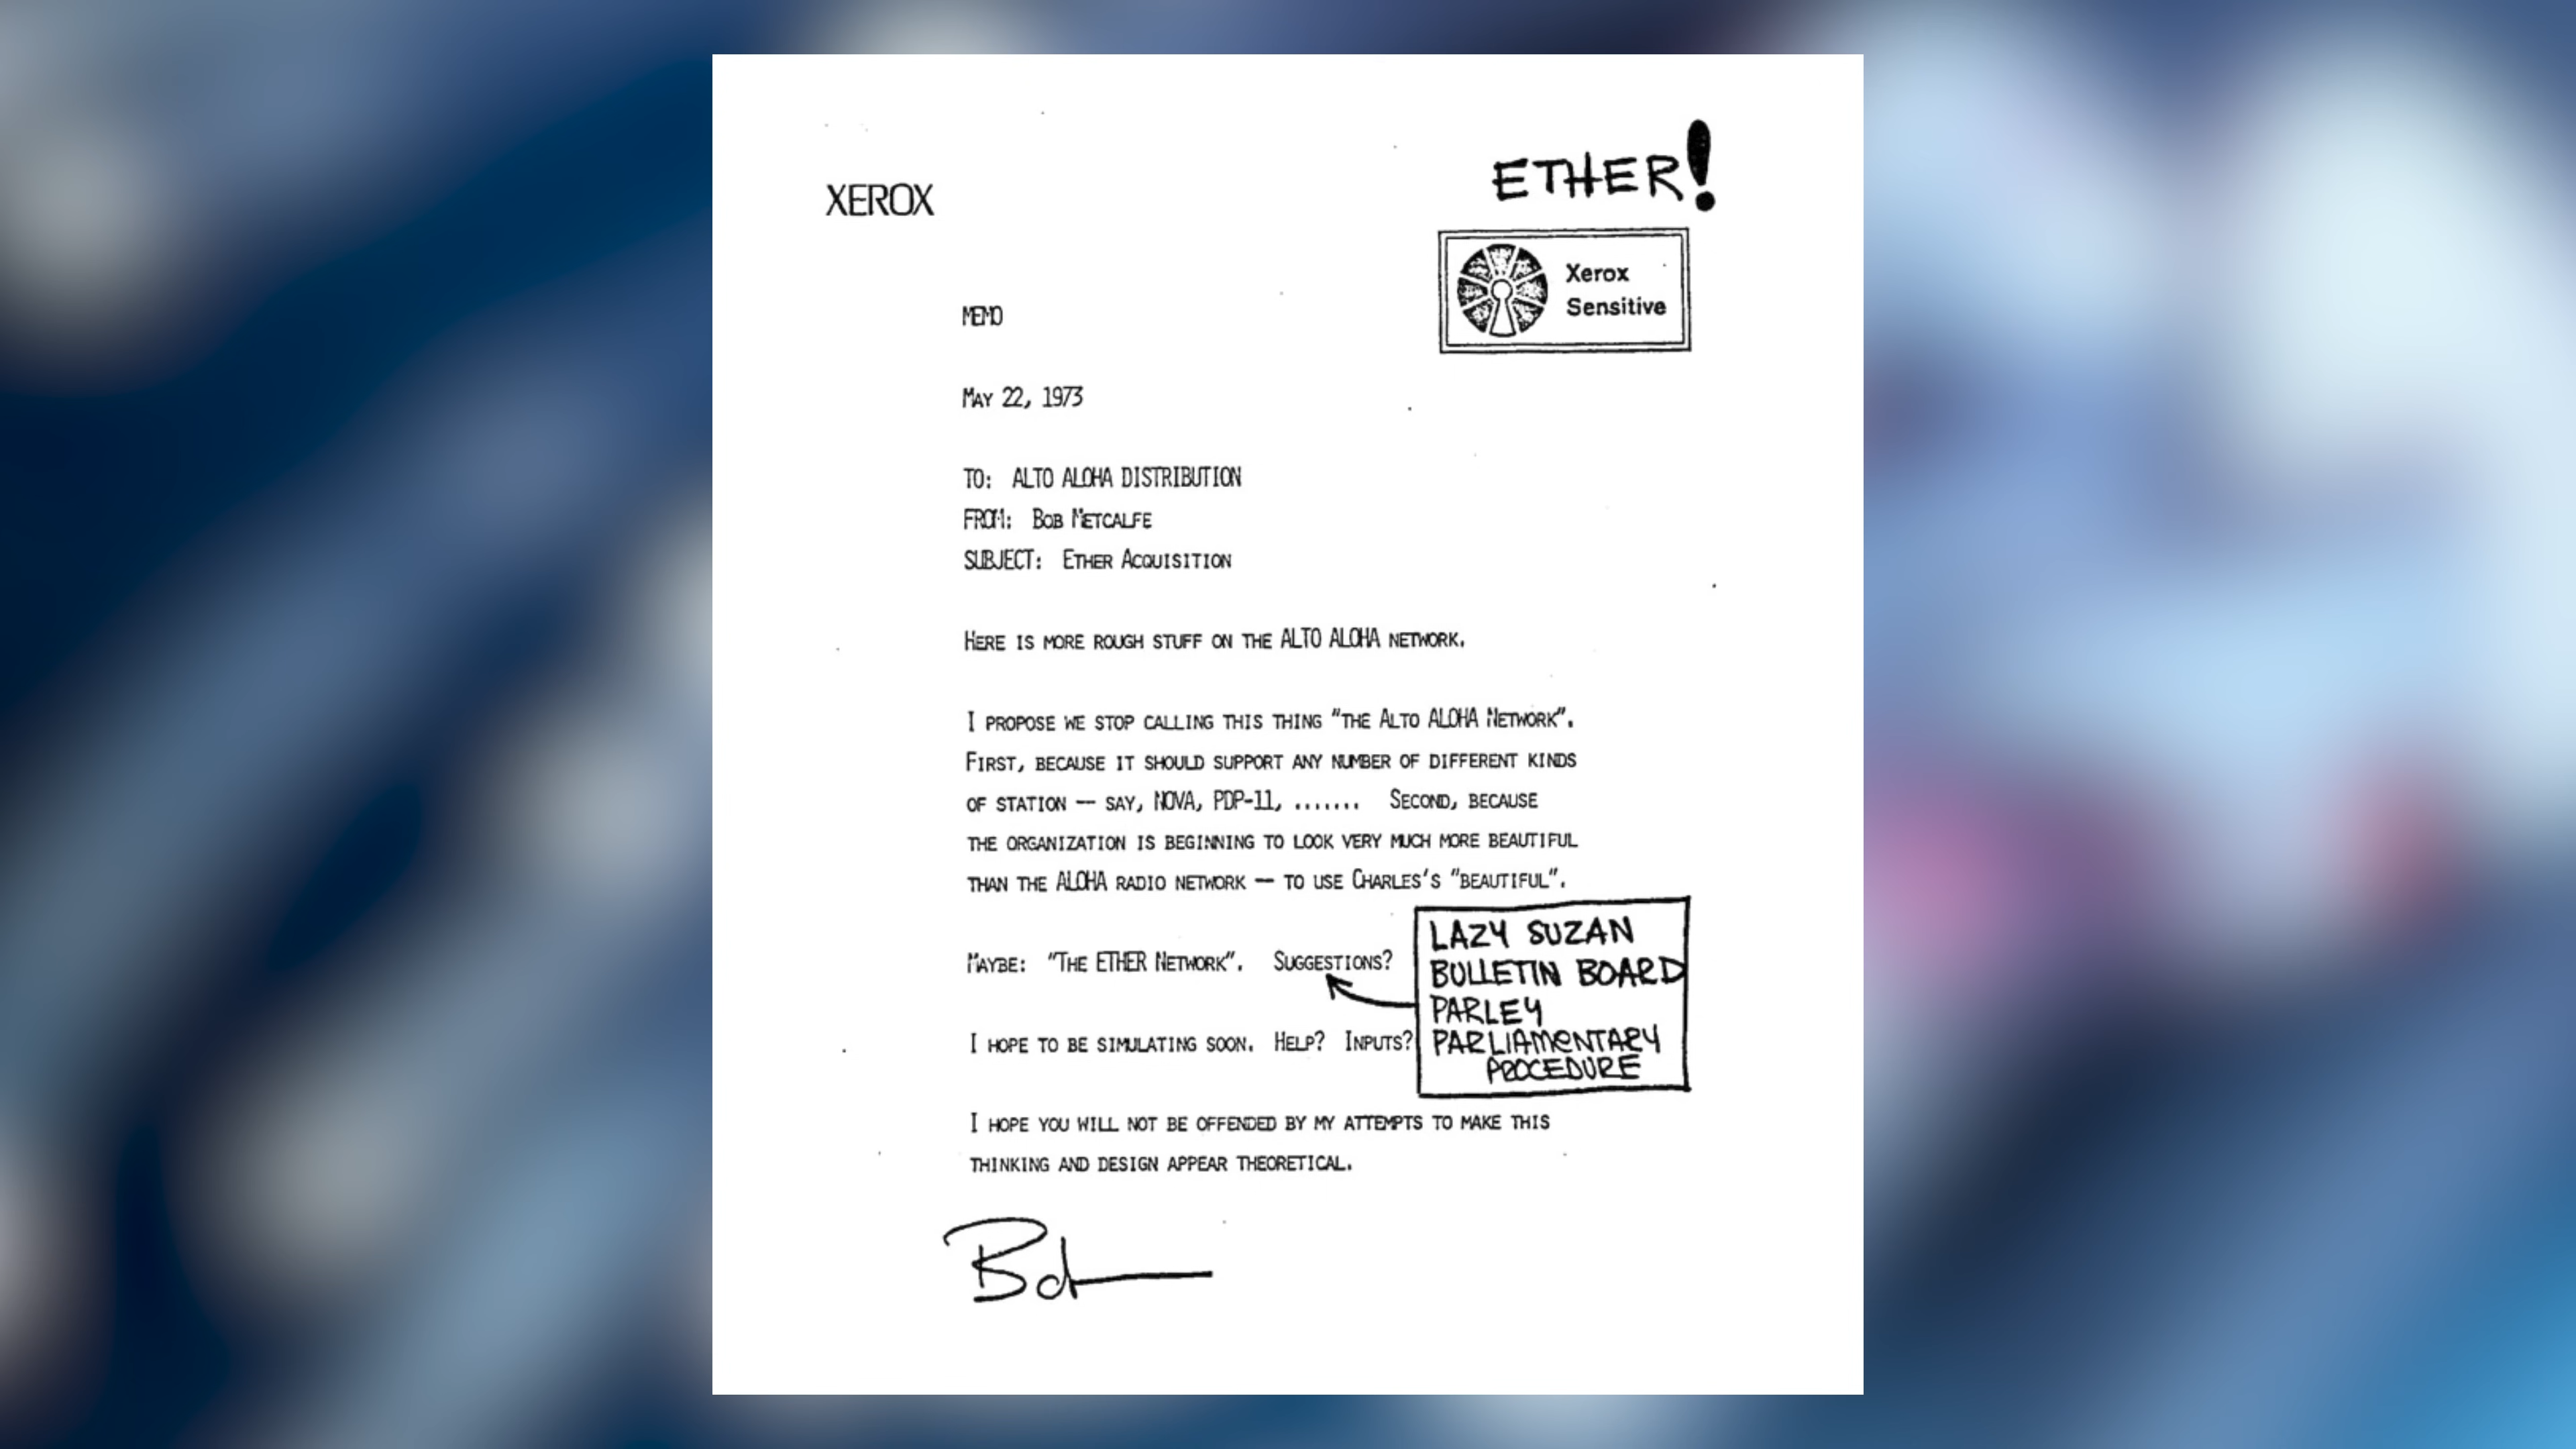 ETHER!
XEROX
Xerox
Sensitive
MEMO
MAY 22, 1973
TO: ALTO ALOHA DISTRIBUTION
FROM: BOB METCALFE
SUBJECT: ETHER ACQUISITION
HERE IS MORE ROUGH STUFF ON THE ALTO ALOHA NETWORK.
I PROPOSE WE STOP CALLING THIS THING "THE ALTO ALOHA NETWORK".
FIRST, BECAUSE IT SHOULD SUPPORT ANY NUMBER OF DIFFERENT KINDS
OF STATION -- SAY, NOVA, PDP-11, ....... SECOND, BECAUSE
THE ORGANIZATION IS BEGINNING TO LOOK VERY MUCH MORE BEAUTIFUL
THAN THE ALOHA RADIO NETWORK -- TO USE CHARLES'S "BEAUTIFUL".
MAYBE: "THE ETHER NETWORK". SUGGESTIONS?
LAZY SUZAN
BULLETIN BOARD
PARLEY
PARLIAMENTARY
PROCEDURE
I HOPE TO BE SIMULATING SOON. HELP? INPUTS?
I HOPE YOU WILL NOT BE OFFENDED BY MY ATTEMPTS TO MAKE THIS
THINKING AND DESIGN APPEAR THEORETICAL.
Bob